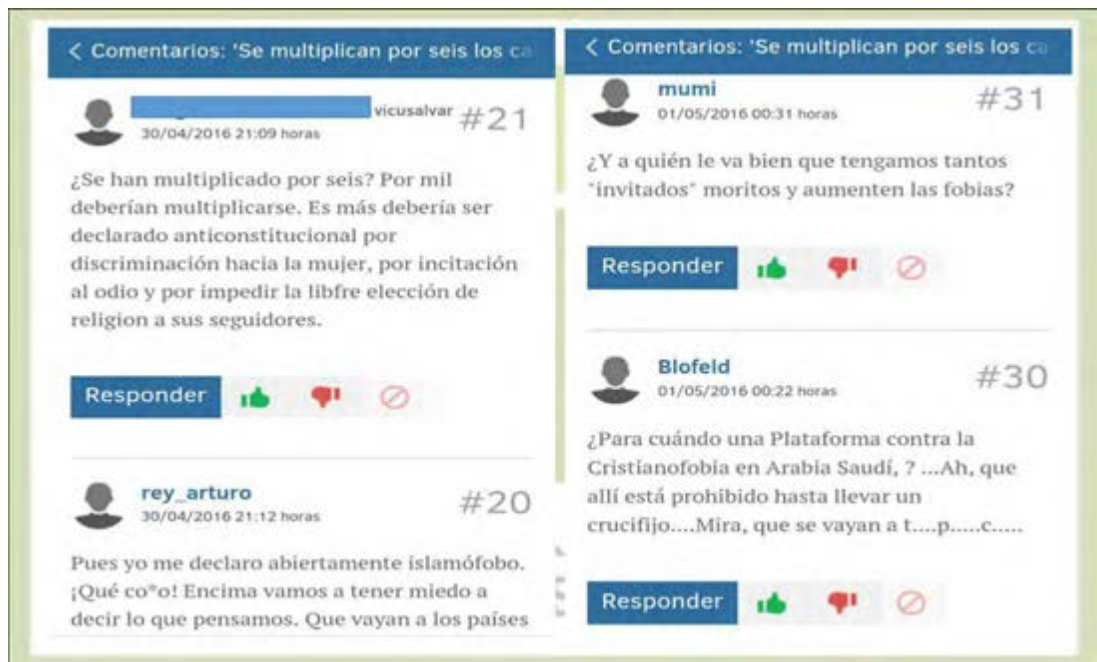 < Comentarios: 'Se multiplican por seis los ca
vicusalvar #21
30/04/2016 21:09 horas
¿Se han multiplicado por seis? Por mil
deberían multiplicarse. Es más debería ser
declarado anticonstitucional por
discriminación hacia la mujer, por incitación
al odio y por impedir la libfre elección de
religion a sus seguidores.
Responder
rey_arturo #20
30/04/2016 21:12 horas
Pues yo me declaro abiertamente islamófobo.
¡Qué co*o! Encima vamos a tener miedo a
decir lo que pensamos. Que vayan a los países
< Comentarios: 'Se multiplican por seis los ca
mumi #31
01/05/2016 00:31 horas
¿Y a quién le va bien que tengamos tantos
"invitados" moritos y aumenten las fobias?
Responder
Blofeld #30
01/05/2016 00:22 horas
¿Para cuándo una Plataforma contra la
Cristianofobia en Arabia Saudí, ? ...Ah, que
allí está prohibido hasta llevar un
crucifijo....Mira, que se vayan a t....p.....c.....
Responder